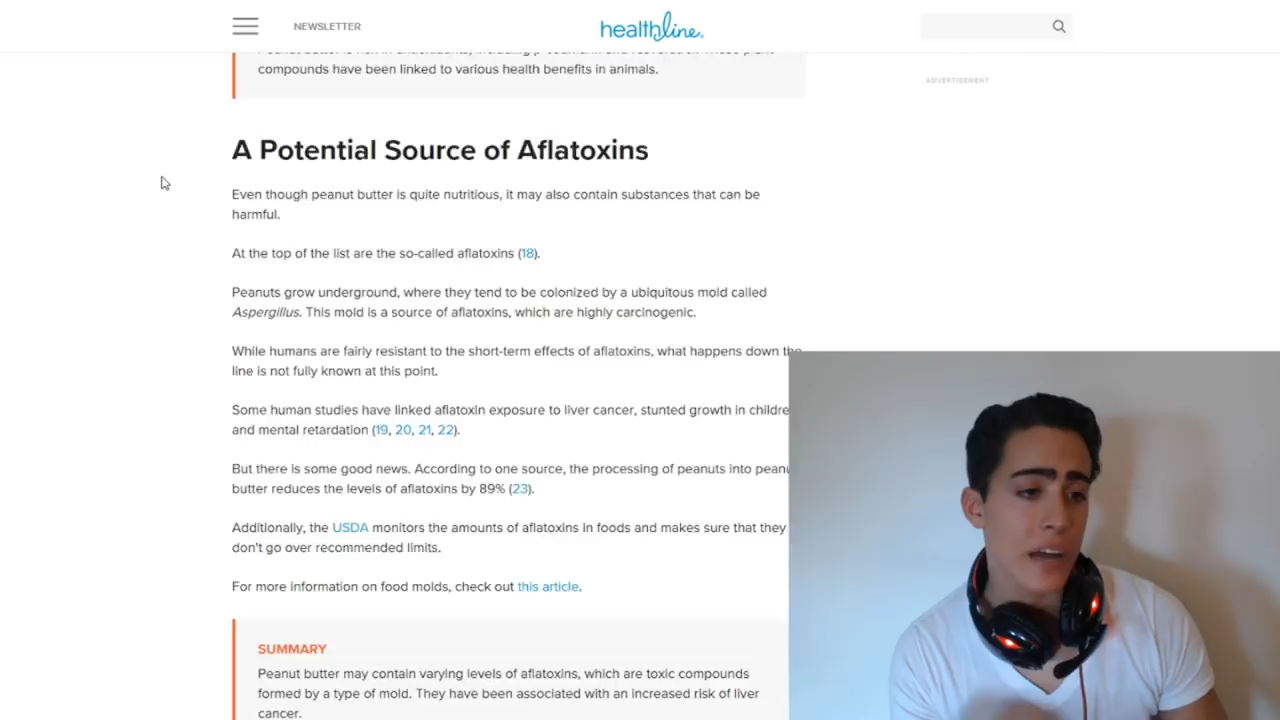 NEWSLETTER
healthline.
compounds have been linked to various health benefits in animals.
ADVERTISEMENT
A Potential Source of Aflatoxins
Even though peanut butter is quite nutritious, it may also contain substances that can be
harmful.
At the top of the list are the so-called aflatoxins (18).
Peanuts grow underground, where they tend to be colonized by a ubiquitous mold called
Aspergillus. This mold is a source of aflatoxins, which are highly carcinogenic.
While humans are fairly resistant to the short-term effects of aflatoxins, what happens down the
line is not fully known at this point.
Some human studies have linked aflatoxin exposure to liver cancer, stunted growth in childre
and mental retardation (19, 20, 21, 22).
But there is some good news. According to one source, the processing of peanuts into peanu
butter reduces the levels of aflatoxins by 89% (23).
Additionally, the USDA monitors the amounts of aflatoxins in foods and makes sure that they
don't go over recommended limits.
For more information on food molds, check out this article.
SUMMARY
Peanut butter may contain varying levels of aflatoxins, which are toxic compounds
formed by a type of mold. They have been associated with an increased risk of liver
cancer.